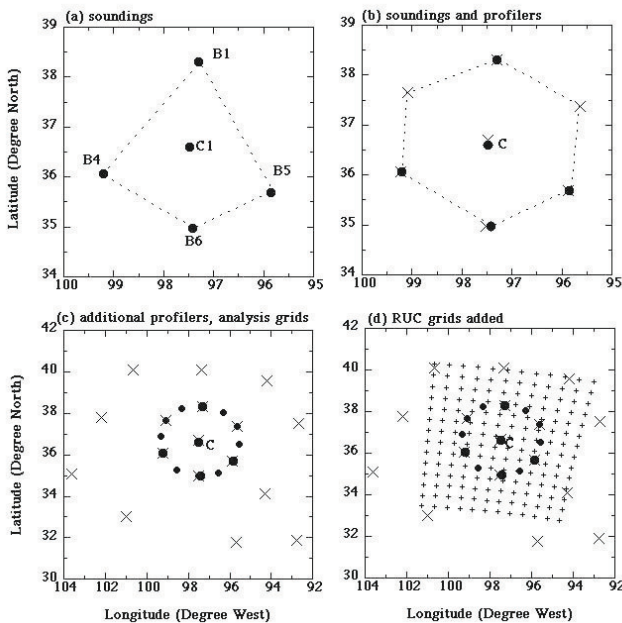 (a) soundings
(b) soundings and profilers
Latitude (Degree North)
40
39
38
37
36
35
34
B1
C1
B4
B5
B6
100 99 98 97 96 95
40
39
38
37
36
35
34
C
100 99 98 97 96 95
(c) additional profilers, analysis grids
(d) RUC grids added
Latitude (Degree North)
42
40
38
36
34
32
30
C
104 102 100 98 96 94 92
Longitude (Degree West)
42
40
38
36
34
32
30
C
104 102 100 98 96 94 92
Longitude (Degree West)